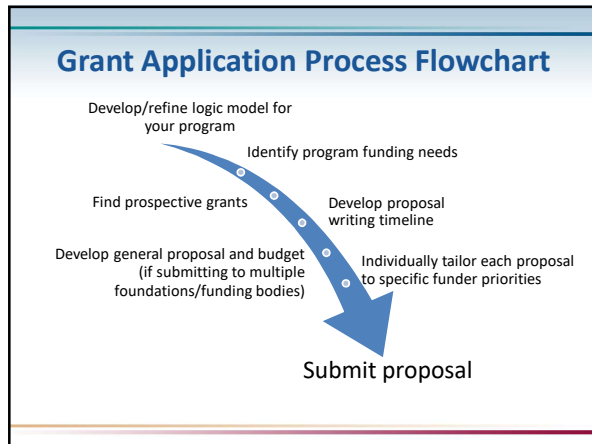 Grant Application Process Flowchart
Develop/refine logic model for
your program
Identify program funding needs
Find prospective grants
Develop proposal
writing timeline
Develop general proposal and budget
(if submitting to multiple
foundations/funding bodies)
Individually tailor each proposal
to specific funder priorities
Submit proposal